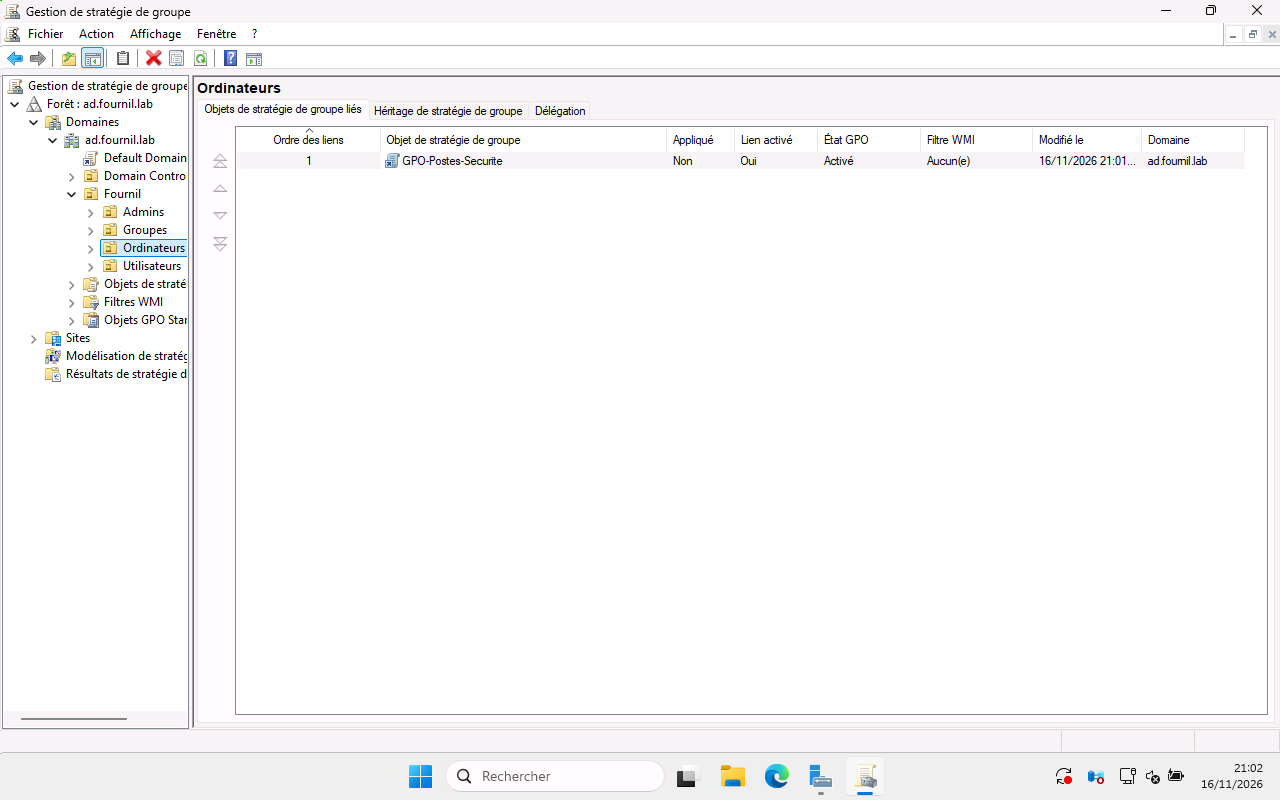 Gestion de stratégie de groupe
Fichier Action Affichage Fenêtre ?
Gestion de stratégie de groupe
Forêt : ad.fournil.lab
Domaines
ad.fournil.lab
Default Domain
Domain Contro
Fournil
Admins
Groupes
Ordinateurs
Utilisateurs
Objets de straté
Filtres WMI
Objets GPO Star
Sites
Modélisation de stratég
Résultats de stratégie d
Ordinateurs
Objets de stratégie de groupe liés Héritage de stratégie de groupe Délégation
Ordre des liens Objet de stratégie de groupe Appliqué Lien activé État GPO Filtre WMI Modifié le Domaine
1 GPO-Postes-Securite Non Oui Activé Aucun(e) 16/11/2026 21:01... ad.fournil.lab
Rechercher
21:02
16/11/2026